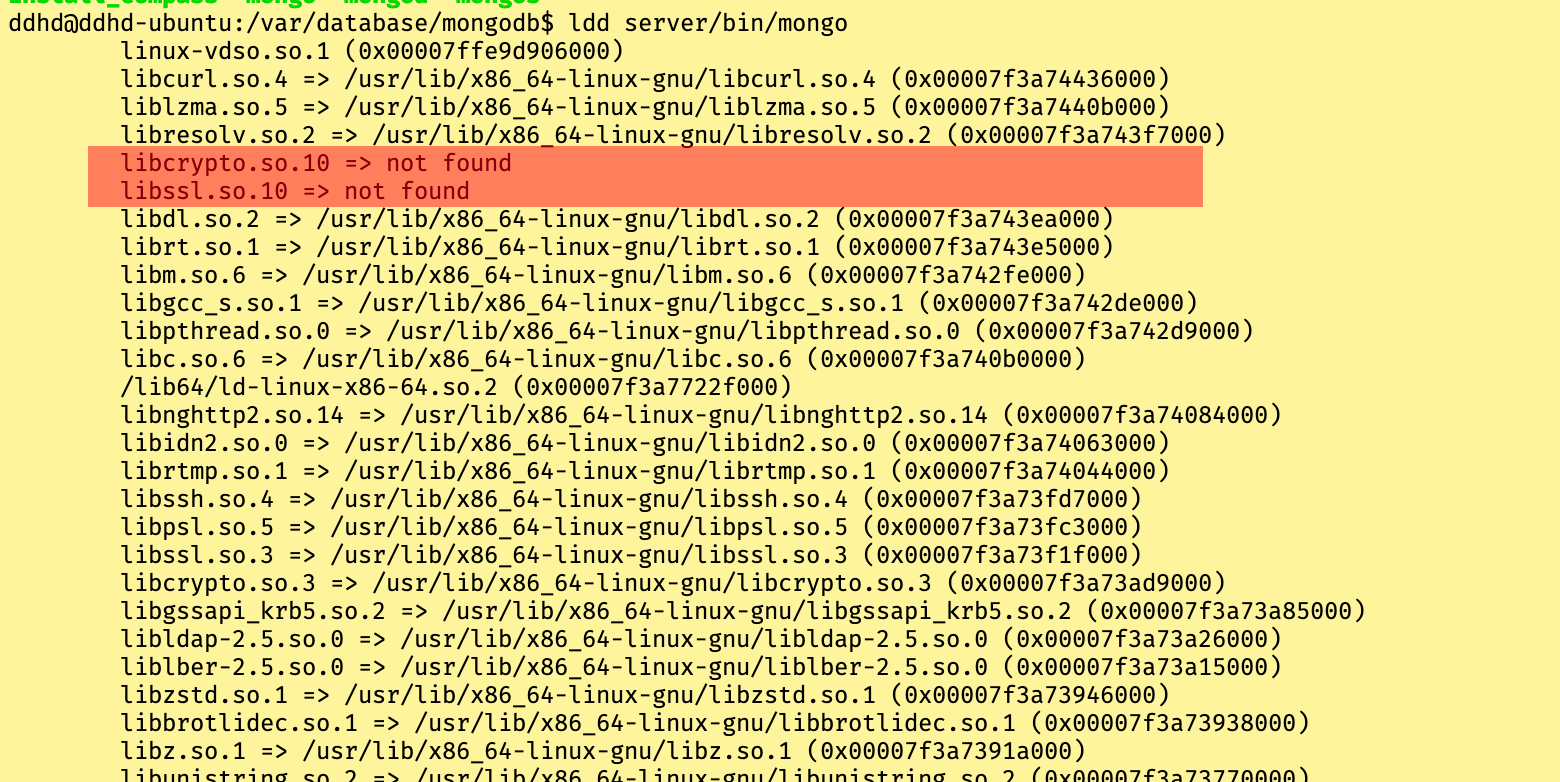 install_compass mongo mongod mongos
ddhd@ddhd-ubuntu:/var/database/mongodb$ ldd server/bin/mongo
linux-vdso.so.1 (0x00007ffe9d906000)
libcurl.so.4 => /usr/lib/x86_64-linux-gnu/libcurl.so.4 (0x00007f3a74436000)
liblzma.so.5 => /usr/lib/x86_64-linux-gnu/liblzma.so.5 (0x00007f3a7440b000)
libresolv.so.2 => /usr/lib/x86_64-linux-gnu/libresolv.so.2 (0x00007f3a743f7000)
libcrypto.so.10 => not found
libssl.so.10 => not found
libdl.so.2 => /usr/lib/x86_64-linux-gnu/libdl.so.2 (0x00007f3a743ea000)
librt.so.1 => /usr/lib/x86_64-linux-gnu/librt.so.1 (0x00007f3a743e5000)
libm.so.6 => /usr/lib/x86_64-linux-gnu/libm.so.6 (0x00007f3a742fe000)
libgcc_s.so.1 => /usr/lib/x86_64-linux-gnu/libgcc_s.so.1 (0x00007f3a742de000)
libpthread.so.0 => /usr/lib/x86_64-linux-gnu/libpthread.so.0 (0x00007f3a742d9000)
libc.so.6 => /usr/lib/x86_64-linux-gnu/libc.so.6 (0x00007f3a740b0000)
/lib64/ld-linux-x86-64.so.2 (0x00007f3a7722f000)
libnghttp2.so.14 => /usr/lib/x86_64-linux-gnu/libnghttp2.so.14 (0x00007f3a74084000)
libidn2.so.0 => /usr/lib/x86_64-linux-gnu/libidn2.so.0 (0x00007f3a74063000)
librtmp.so.1 => /usr/lib/x86_64-linux-gnu/librtmp.so.1 (0x00007f3a74044000)
libssh.so.4 => /usr/lib/x86_64-linux-gnu/libssh.so.4 (0x00007f3a73fd7000)
libpsl.so.5 => /usr/lib/x86_64-linux-gnu/libpsl.so.5 (0x00007f3a73fc3000)
libssl.so.3 => /usr/lib/x86_64-linux-gnu/libssl.so.3 (0x00007f3a73f1f000)
libcrypto.so.3 => /usr/lib/x86_64-linux-gnu/libcrypto.so.3 (0x00007f3a73ad9000)
libgssapi_krb5.so.2 => /usr/lib/x86_64-linux-gnu/libgssapi_krb5.so.2 (0x00007f3a73a85000)
libldap-2.5.so.0 => /usr/lib/x86_64-linux-gnu/libldap-2.5.so.0 (0x00007f3a73a26000)
liblber-2.5.so.0 => /usr/lib/x86_64-linux-gnu/liblber-2.5.so.0 (0x00007f3a73a15000)
libzstd.so.1 => /usr/lib/x86_64-linux-gnu/libzstd.so.1 (0x00007f3a73946000)
libbrotlidec.so.1 => /usr/lib/x86_64-linux-gnu/libbrotlidec.so.1 (0x00007f3a73938000)
libz.so.1 => /usr/lib/x86_64-linux-gnu/libz.so.1 (0x00007f3a7391a000)
libunistring.so.2 => /usr/lib/x86_64-linux-gnu/libunistring.so.2 (0x00007f3a73770000)